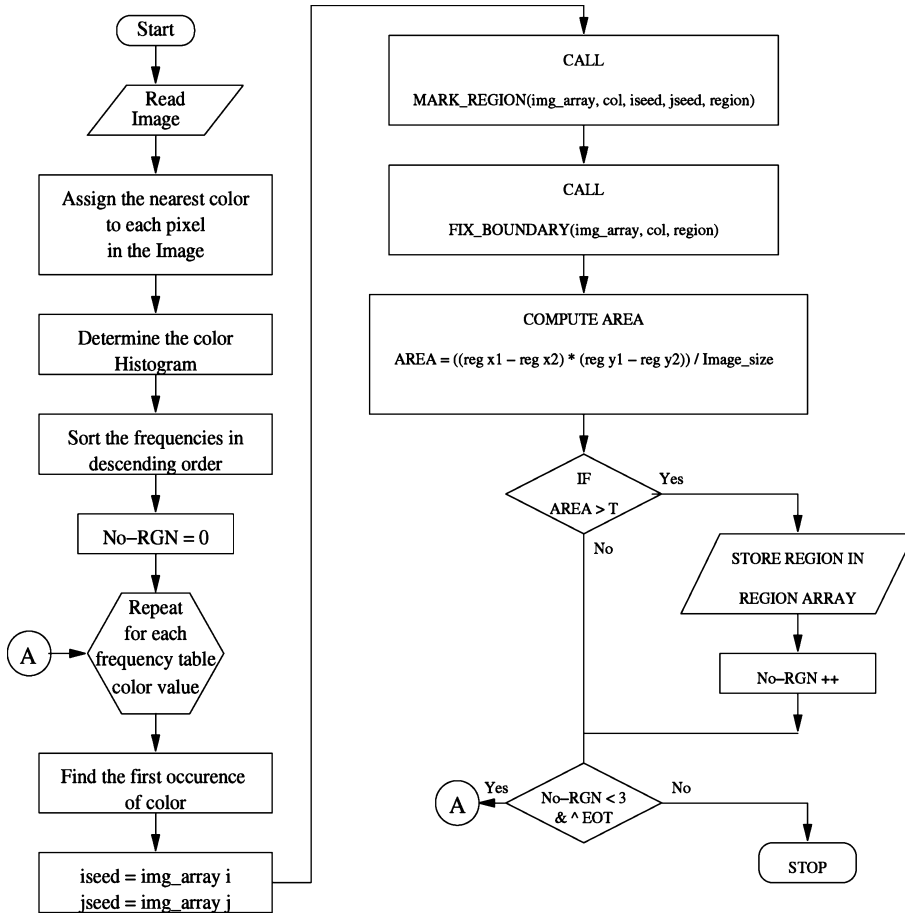 Start
Read
Image
Assign the nearest color
to each pixel
in the Image
Determine the color
Histogram
Sort the frequencies in
descending order
No−RGN = 0
A
Repeat
for each
frequency table
color value
Find the first occurence
of color
iseed = img_array i
jseed = img_array j
CALL
MARK_REGION(img_array, col, iseed, jseed, region)
CALL
FIX_BOUNDARY(img_array, col, region)
COMPUTE AREA
AREA = ((reg x1 − reg x2) * (reg y1 − reg y2)) / Image_size
IF
AREA > T
Yes
No
STORE REGION IN
REGION ARRAY
No−RGN ++
No−RGN < 3
& ^ EOT
Yes
A
No
STOP